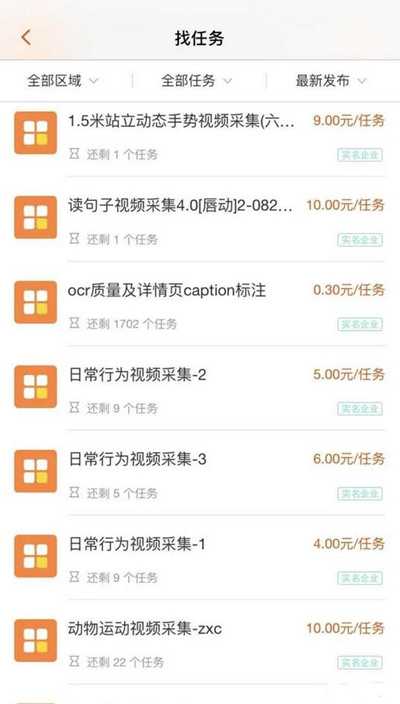 找任务
全部区域 全部任务 最新发布
1.5米站立动态手势视频采集(六... 9.00元/任务
还剩 1 个任务 实名企业
读句子视频采集4.0[唇动]2-082... 10.00元/任务
还剩 1 个任务 实名企业
ocr质量及详情页caption标注 0.30元/任务
还剩 1702 个任务 实名企业
日常行为视频采集-2 5.00元/任务
还剩 9 个任务 实名企业
日常行为视频采集-3 6.00元/任务
还剩 5 个任务 实名企业
日常行为视频采集-1 4.00元/任务
还剩 9 个任务 实名企业
动物运动视频采集-zxc 10.00元/任务
还剩 22 个任务 实名企业